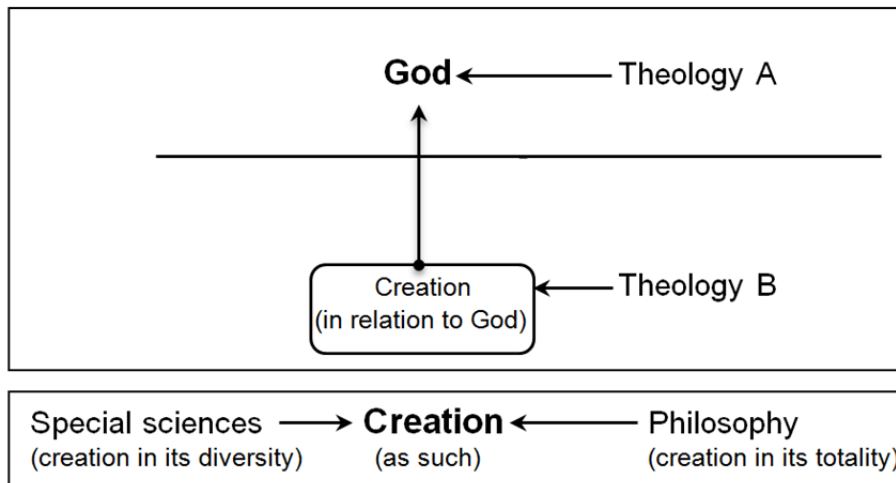 God Theology A
Creation Theology B
(in relation to God)
Special sciences Creation Philosophy
(creation in its diversity) (as such) (creation in its totality)